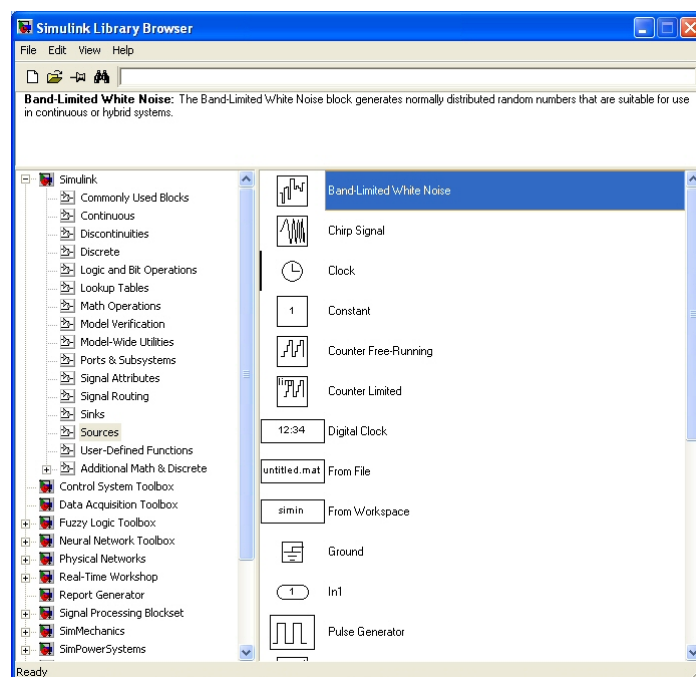 Simulink Library Browser
File Edit View Help
Band-Limited White Noise: The Band-Limited White Noise block generates normally distributed random numbers that are suitable for use
in continuous or hybrid systems.
Simulink
Commonly Used Blocks
Continuous
Discontinuities
Discrete
Logic and Bit Operations
Lookup Tables
Math Operations
Model Verification
Model-Wide Utilities
Ports & Subsystems
Signal Attributes
Signal Routing
Sinks
Sources
User-Defined Functions
Additional Math & Discrete
Control System Toolbox
Data Acquisition Toolbox
Fuzzy Logic Toolbox
Neural Network Toolbox
Physical Networks
Real-Time Workshop
Report Generator
Signal Processing Blockset
SimMechanics
SimPowerSystems
Band-Limited White Noise
Chirp Signal
Clock
1 Constant
Counter Free-Running
lim Counter Limited
12:34 Digital Clock
untitled.mat From File
simin From Workspace
Ground
1 In1
Pulse Generator
Ready